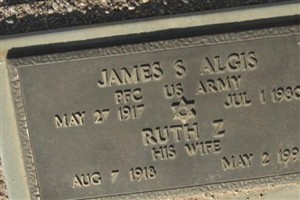 JAMES S ALGIS
PFC US ARMY
MAY 27 1917 JUL 1 1980
RUTH Z
HIS WIFE
AUG 7 1918 MAY 2 199